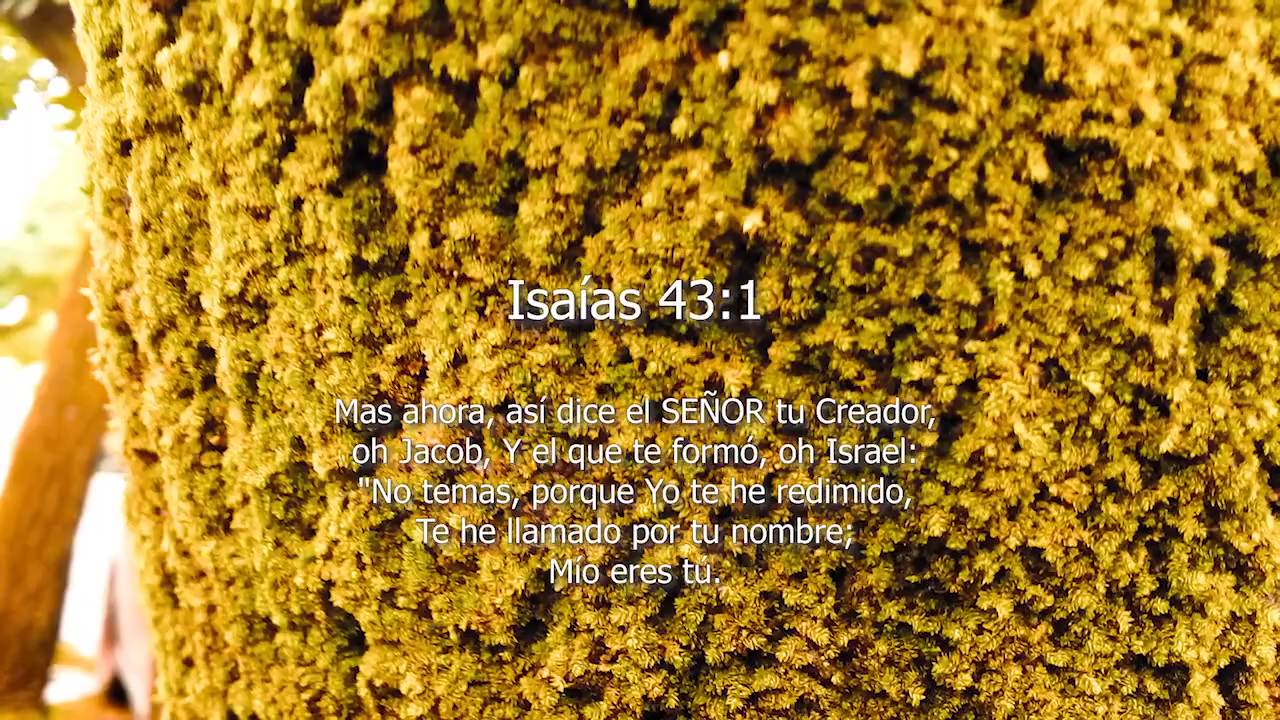 Isaías 43:1
Mas ahora, así dice el SEÑOR tu Creador,
oh Jacob, Y el que te formó, oh Israel:
"No temas, porque Yo te he redimido,
Te he llamado por tu nombre;
Mío eres tú.